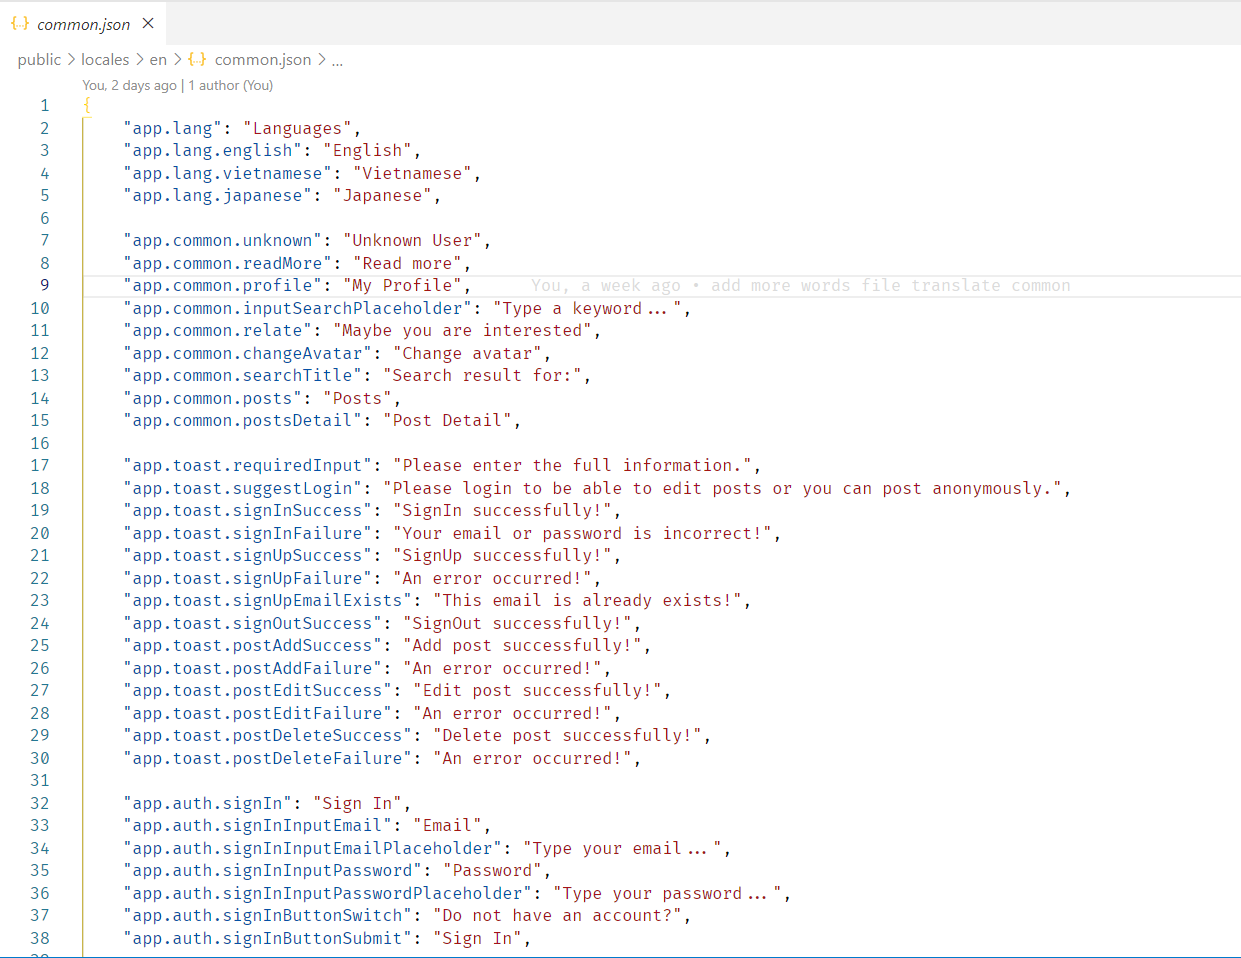 {..} common.json ×
public > locales > en > {..} common.json > ...
You, 2 days ago | 1 author (You)
1 {
2 "app.lang": "Languages",
3 "app.lang.english": "English",
4 "app.lang.vietnamese": "Vietnamese",
5 "app.lang.japanese": "Japanese",
6
7 "app.common.unknown": "Unknown User",
8 "app.common.readMore": "Read more",
9 "app.common.profile": "My Profile", You, a week ago • add more words file translate common
10 "app.common.inputSearchPlaceholder": "Type a keyword...",
11 "app.common.relate": "Maybe you are interested",
12 "app.common.changeAvatar": "Change avatar",
13 "app.common.searchTitle": "Search result for:",
14 "app.common.posts": "Posts",
15 "app.common.postsDetail": "Post Detail",
16
17 "app.toast.requiredInput": "Please enter the full information.",
18 "app.toast.suggestLogin": "Please login to be able to edit posts or you can post anonymously.",
19 "app.toast.signInSuccess": "SignIn successfully!",
20 "app.toast.signInFailure": "Your email or password is incorrect!",
21 "app.toast.signUpSuccess": "SignUp successfully!",
22 "app.toast.signUpFailure": "An error occurred!",
23 "app.toast.signUpEmailExists": "This email is already exists!",
24 "app.toast.signOutSuccess": "SignOut successfully!",
25 "app.toast.postAddSuccess": "Add post successfully!",
26 "app.toast.postAddFailure": "An error occurred!",
27 "app.toast.postEditSuccess": "Edit post successfully!",
28 "app.toast.postEditFailure": "An error occurred!",
29 "app.toast.postDeleteSuccess": "Delete post successfully!",
30 "app.toast.postDeleteFailure": "An error occurred!",
31
32 "app.auth.signIn": "Sign In",
33 "app.auth.signInInputEmail": "Email",
34 "app.auth.signInInputEmailPlaceholder": "Type your email...",
35 "app.auth.signInInputPassword": "Password",
36 "app.auth.signInInputPasswordPlaceholder": "Type your password...",
37 "app.auth.signInButtonSwitch": "Do not have an account?",
38 "app.auth.signInButtonSubmit": "Sign In",